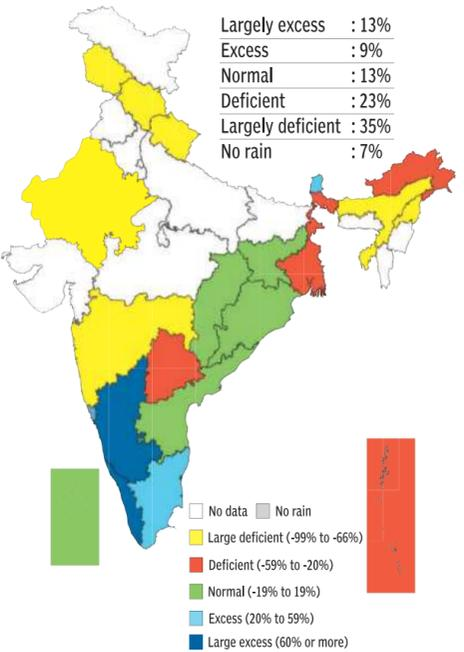 Largely excess : 13%
Excess : 9%
Normal : 13%
Deficient : 23%
Largely deficient : 35%
No rain : 7%
No data No rain
Large deficient (-99% to -66%)
Deficient (-59% to -20%)
Normal (-19% to 19%)
Excess (20% to 59%)
Large excess (60% or more)